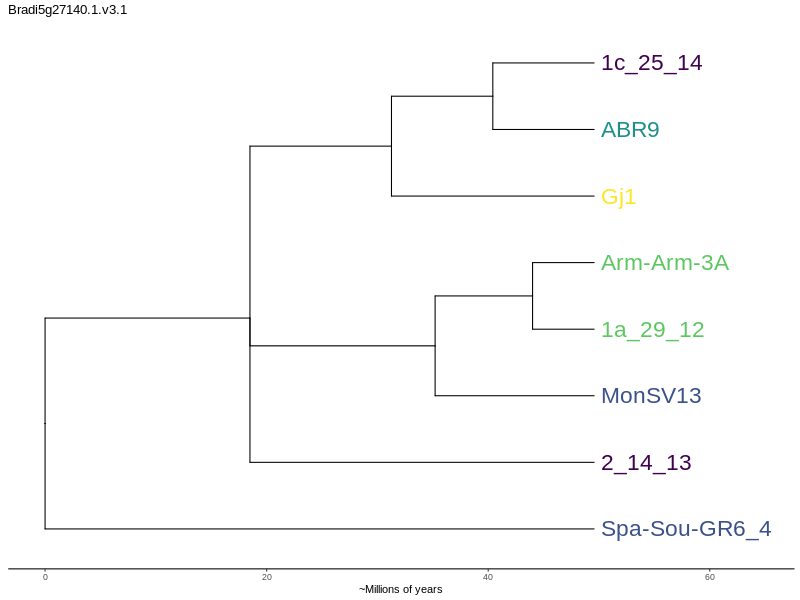 Bradi5g27140.1.v3.1
1c_25_14
ABR9
Gj1
Arm-Arm-3A
1a_29_12
MonSV13
2_14_13
Spa-Sou-GR6_4
0 20 40 60
~Millions of years